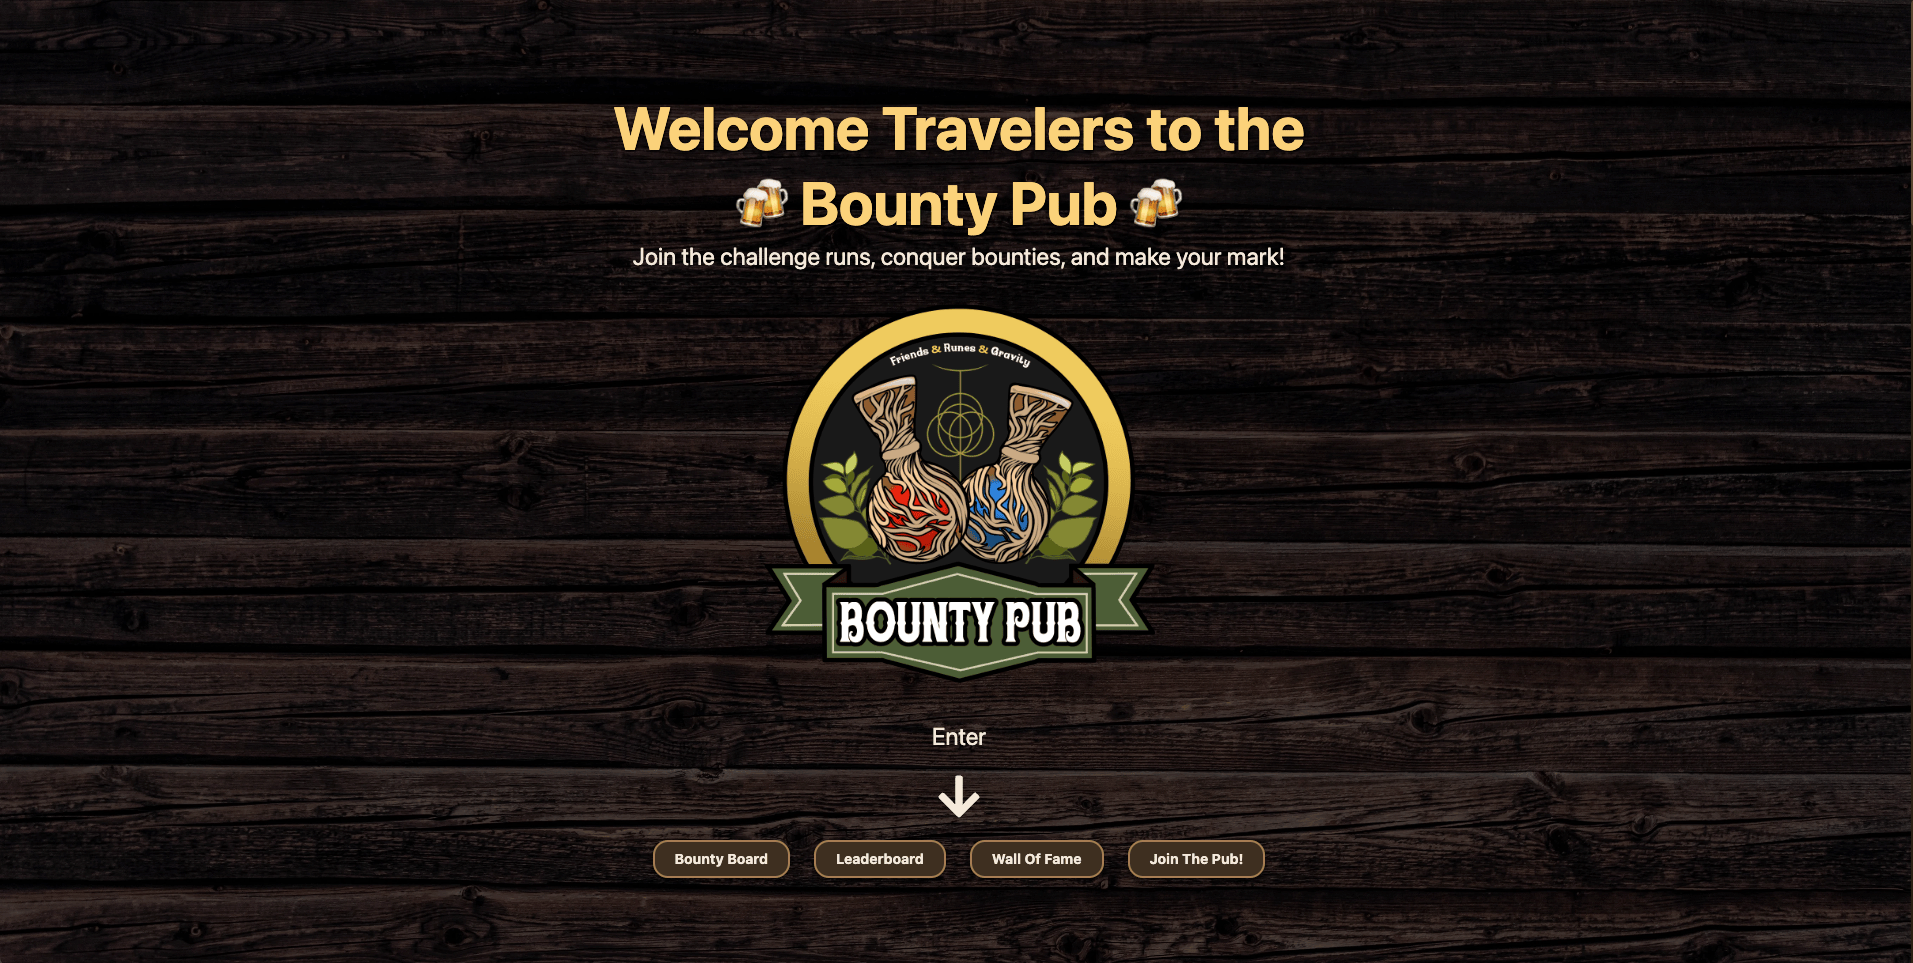 Welcome Travelers to the
🍻 Bounty Pub 🍻
Join the challenge runs, conquer bounties, and make your mark!
Friends & Runes & Gravity
BOUNTY PUB
Enter
Bounty Board
Leaderboard
Wall Of Fame
Join The Pub!